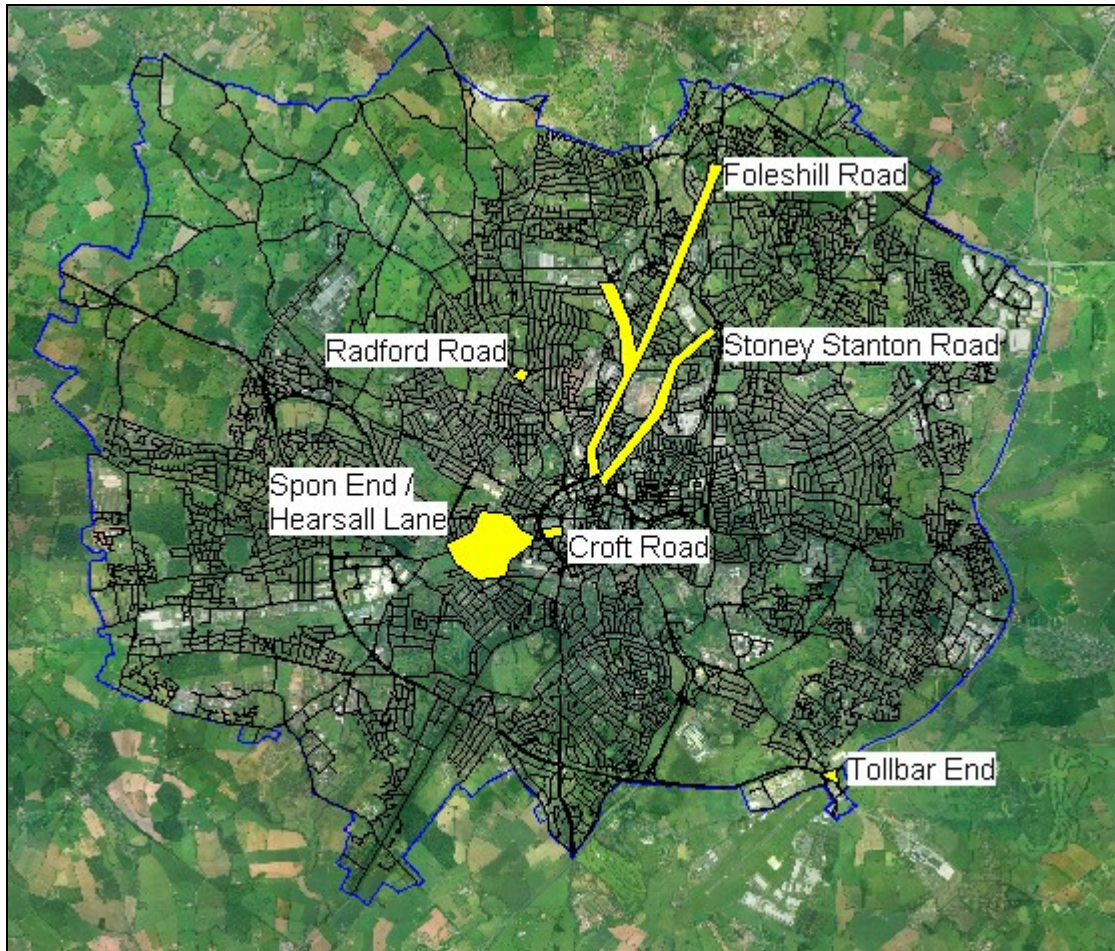 Foleshill Road
Stoney Stanton Road
Radford Road
Spon End /
Hearsall Lane
Croft Road
Tollbar End